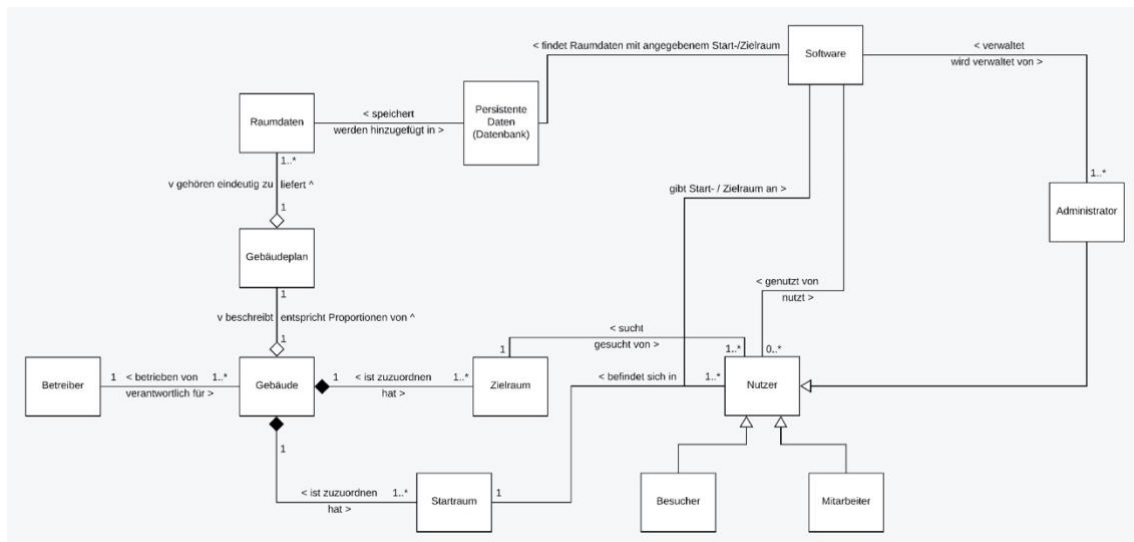 Software
< findet Raumdaten mit angegebenem Start-/Zielraum
< verwaltet
wird verwaltet von >
Persistente
Daten
(Datenbank)
Raumdaten
< speichert
werden hinzugefügt in >
1..*
v gehören eindeutig zu
liefert ^
1
gibt Start- / Zielraum an >
1..*
Administrator
Gebäudeplan
1
v beschreibt
entspricht Proportionen von ^
1
< genutzt von
nutzt >
< sucht
gesucht von >
1
1..*
0..*
Betreiber
1
< betrieben von
1..*
verantwortlich für >
Gebäude
1
< ist zuzuordnen
1..*
hat >
Zielraum
< befindet sich in
1..*
Nutzer
1
< ist zuzuordnen
1..*
hat >
Startraum
1
Besucher
Mitarbeiter